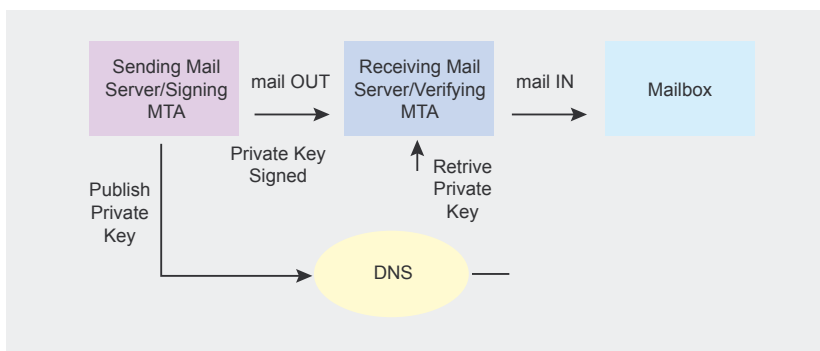 Sending Mail
Server/Signing
MTA
mail OUT
Private Key
Signed
Receiving Mail
Server/Verifying
MTA
mail IN
Mailbox
Publish
Private
Key
Retrive
Private
Key
DNS